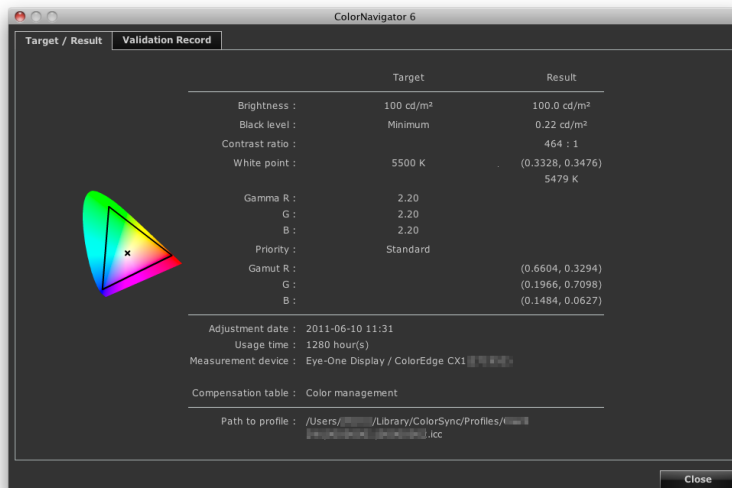 ColorNavigator 6
Target / Result Validation Record
Target Result
Brightness : 100 cd/m² 100.0 cd/m²
Black level : Minimum 0.22 cd/m²
Contrast ratio : 464 : 1
White point : 5500 K (0.3328, 0.3476)
5479 K
Gamma R : 2.20
G : 2.20
B : 2.20
Priority : Standard
Gamut R : (0.6604, 0.3294)
G : (0.1966, 0.7098)
B : (0.1484, 0.0627)
Adjustment date : 2011-06-10 11:31
Usage time : 1280 hour(s)
Measurement device : Eye-One Display / ColorEdge CX1
Compensation table : Color management
Path to profile : /Users/ /Library/ColorSync/Profiles/
.icc
Close